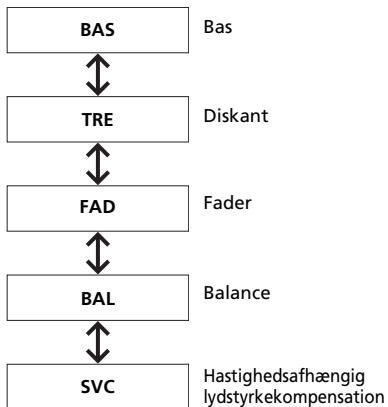 BAS
Bas
TRE
Diskant
FAD
Fader
BAL
Balance
SVC
Hastighedsafhængig
lydstyrkekompensation